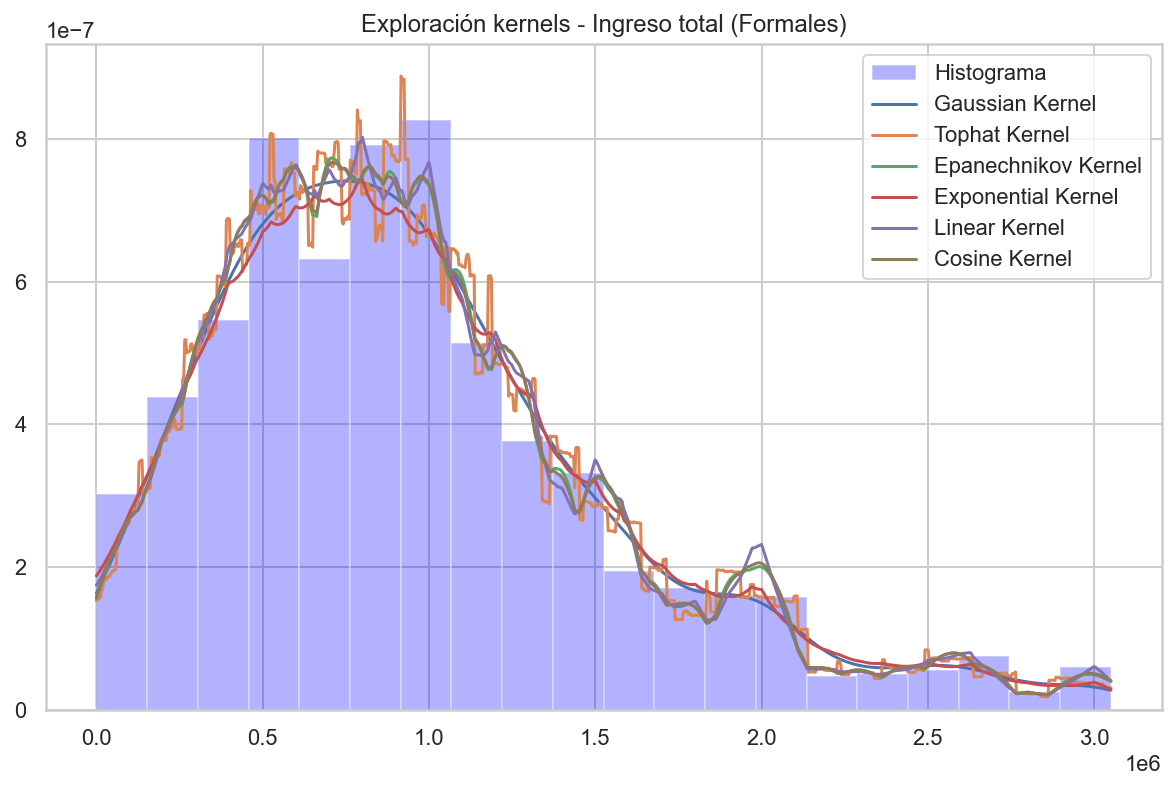 Exploración kernels - Ingreso total (Formales)
1e−7
8
6
4
2
0
Histograma
Gaussian Kernel
Tophat Kernel
Epanechnikov Kernel
Exponential Kernel
Linear Kernel
Cosine Kernel
0.0 0.5 1.0 1.5 2.0 2.5 3.0
1e6